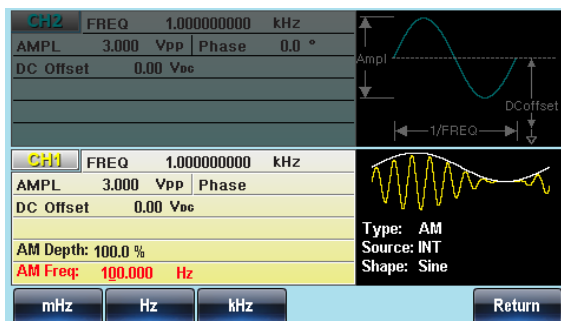 CH2 FREQ 1.000000000 kHz
AMPL 3.000 VPP Phase 0.0 °
DC Offset 0.00 VDC
Ampl
DCoffset
1/FREQ
CH1 FREQ 1.000000000 kHz
AMPL 3.000 VPP Phase
DC Offset 0.00 VDC
AM Depth: 100.0 %
AM Freq: 100.000 Hz
Type: AM
Source: INT
Shape: Sine
mHz Hz kHz Return